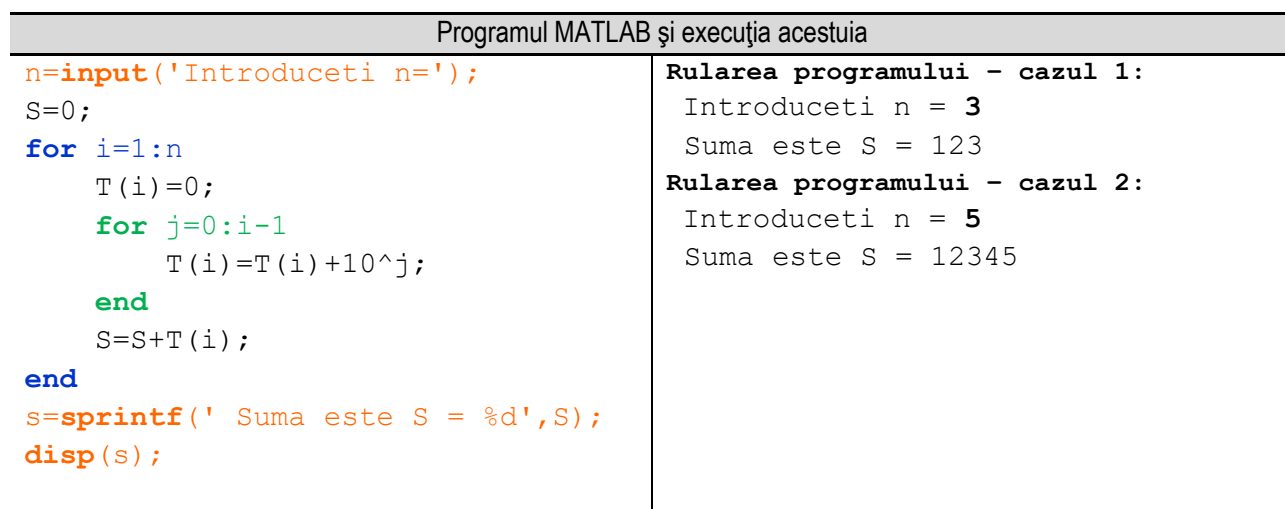 Programul MATLAB şi execuţia acestuia
n=input('Introduceti n=');
S=0;
for i=1:n
    T(i)=0;
    for j=0:i-1
        T(i)=T(i)+10^j;
    end
    S=S+T(i);
end
s=sprintf(' Suma este S = %d',S);
disp(s);
Rularea programului – cazul 1:
 Introduceti n = 3
 Suma este S = 123
Rularea programului – cazul 2:
 Introduceti n = 5
 Suma este S = 12345